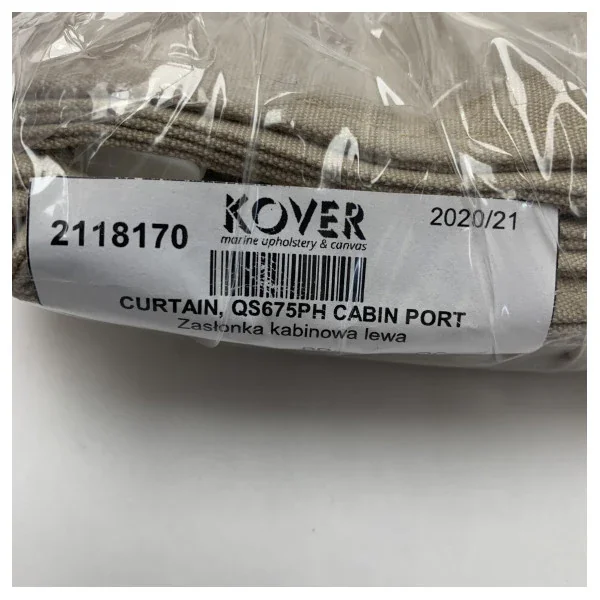 2118170
KOVER
marine upholstery & canvas
2020/21
CURTAIN, QS675PH CABIN PORT
Zasłonka kabinowa lewa